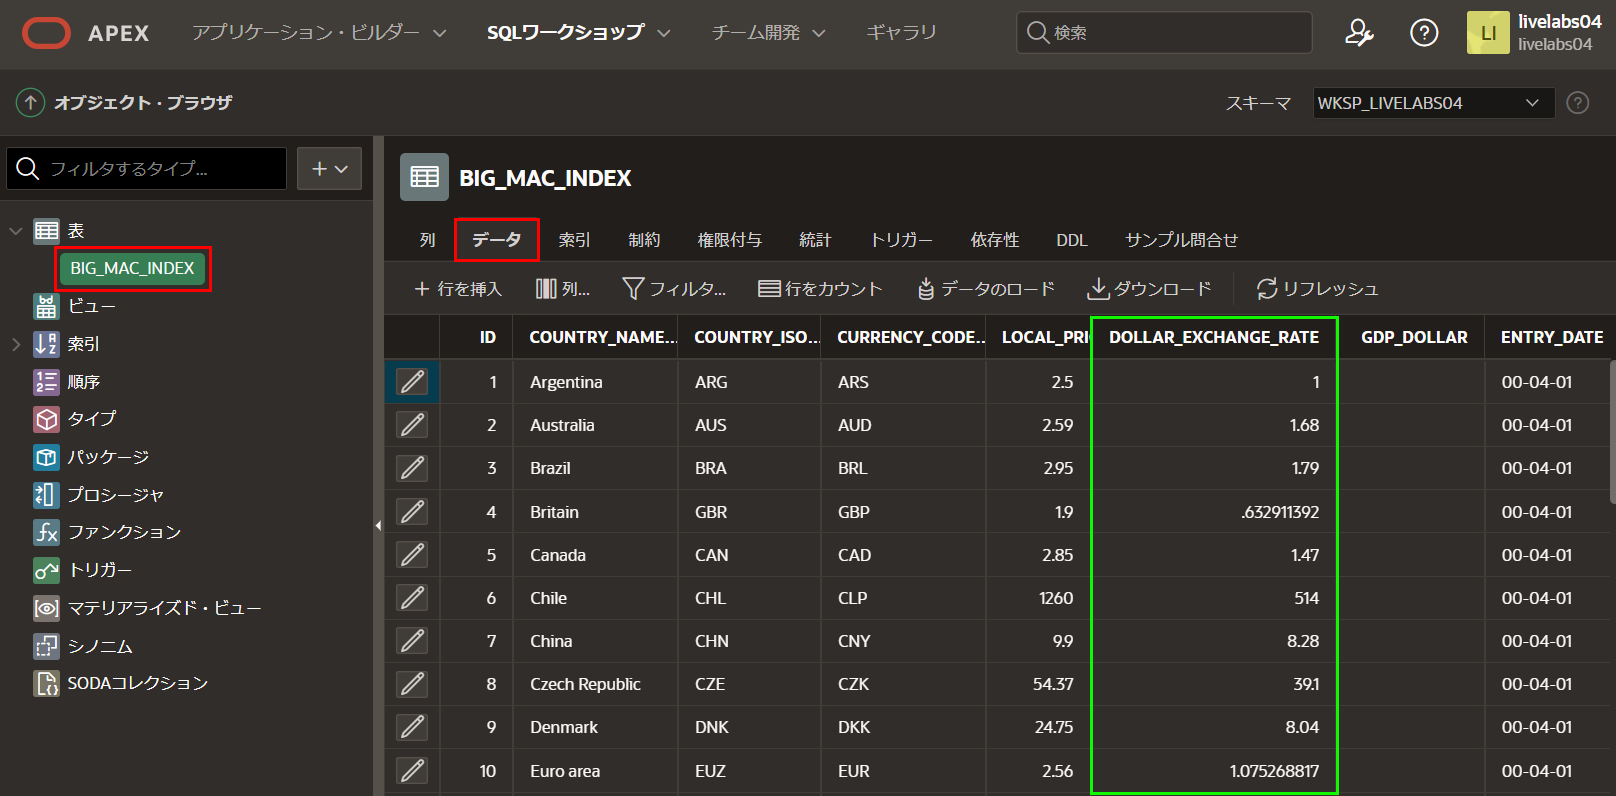 APEX アプリケーション・ビルダー SQLワークショップ チーム開発 ギャラリ 検索 LI livelabs04
livelabs04
オブジェクト・ブラウザ スキーマ WKSP_LIVELABS04
フィルタするタイプ...
表
BIG_MAC_INDEX
ビュー
索引
順序
タイプ
パッケージ
プロシージャ
ファンクション
トリガー
マテリアライズド・ビュー
シノニム
SODAコレクション
BIG_MAC_INDEX
列 データ 索引 制約 権限付与 統計 トリガー 依存性 DDL サンプル問合せ
行を挿入 列... フィルタ... 行をカウント データのロード ダウンロード リフレッシュ
ID COUNTRY_NAME... COUNTRY_ISO... CURRENCY_CODE... LOCAL_PRI DOLLAR_EXCHANGE_RATE GDP_DOLLAR ENTRY_DATE
1 Argentina ARG ARS 2.5 1 00-04-01
2 Australia AUS AUD 2.59 1.68 00-04-01
3 Brazil BRA BRL 2.95 1.79 00-04-01
4 Britain GBR GBP 1.9 .632911392 00-04-01
5 Canada CAN CAD 2.85 1.47 00-04-01
6 Chile CHL CLP 1260 514 00-04-01
7 China CHN CNY 9.9 8.28 00-04-01
8 Czech Republic CZE CZK 54.37 39.1 00-04-01
9 Denmark DNK DKK 24.75 8.04 00-04-01
10 Euro area EUZ EUR 2.56 1.075268817 00-04-01